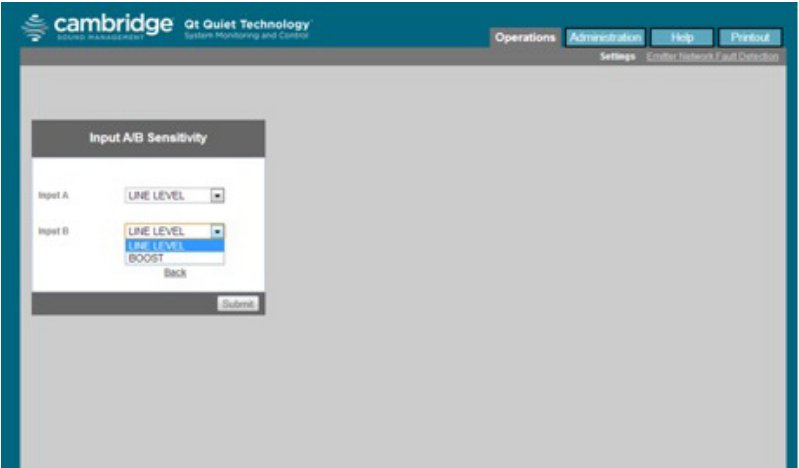 cambridge
SOUND MANAGEMENT
Qt Quiet Technology
System Monitoring and Control
Operations Administration Help Printout
Settings Emitter Network Fault Detection
Input A/B Sensitivity
Input A LINE LEVEL
Input B LINE LEVEL
LINE LEVEL
BOOST
Back
Submit